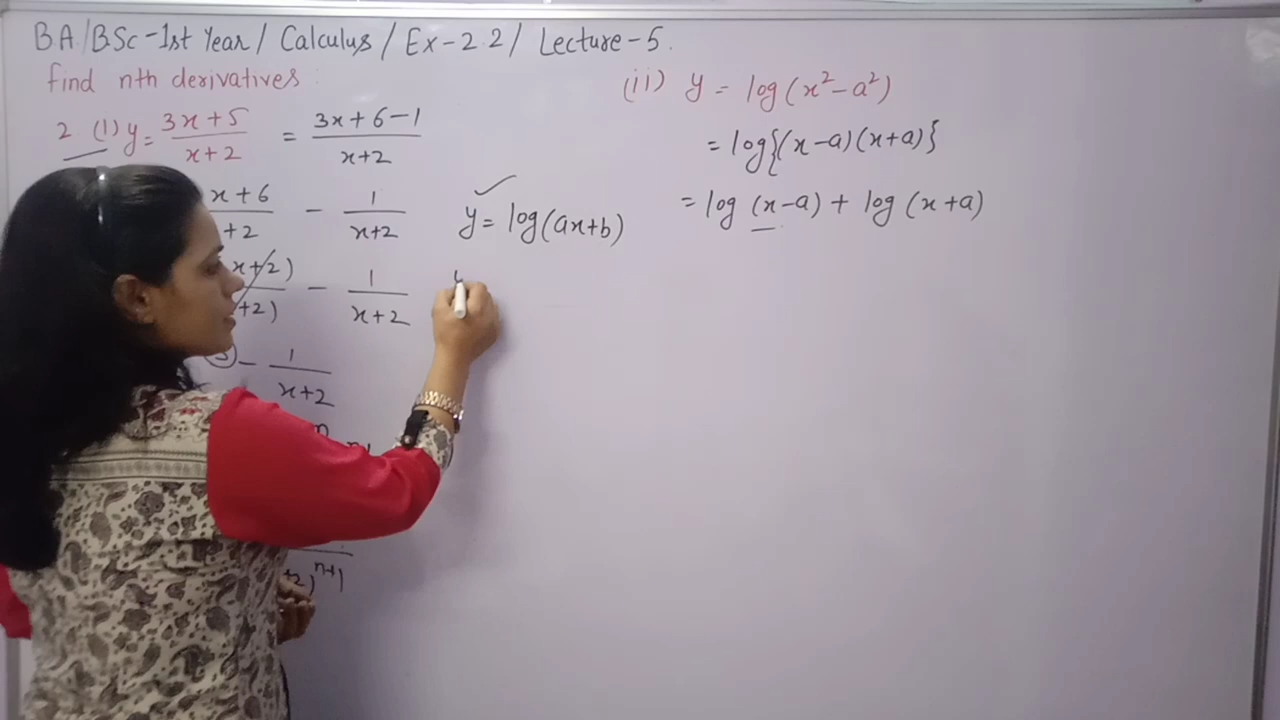 BA/BSc-1st Year/ Calculus/ Ex-2.2/ Lecture-5.
find nth derivatives:
2 (1) y = 3x+5/x+2 = 3x+6-1/x+2
x+6/+2 - 1/x+2
x+2)/+2) - 1/x+2
- 1/x+2
n+1
y = log(ax+b)
(ii) y = log(x²-a²)
= log{(x-a)(x+a)}
= log (x-a) + log (x+a)